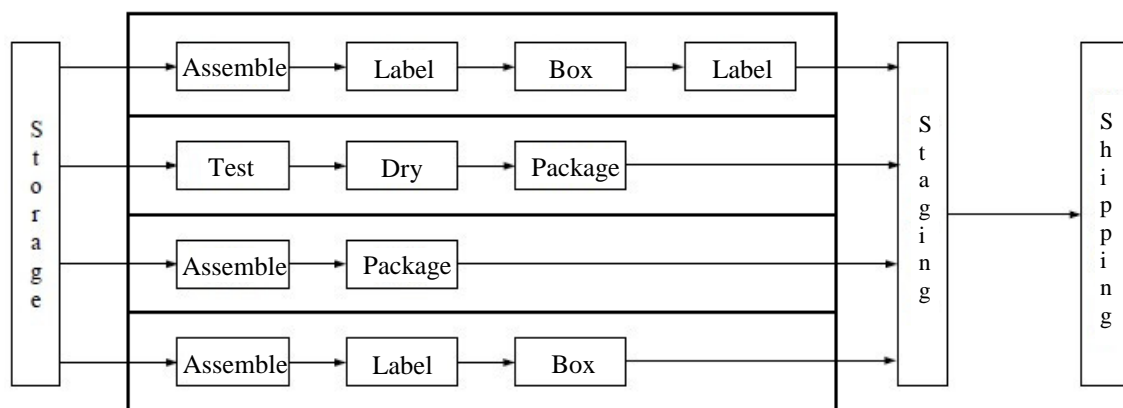 Storage
Assemble
Label
Box
Label
Test
Dry
Package
Assemble
Package
Assemble
Label
Box
Staging
Shipping